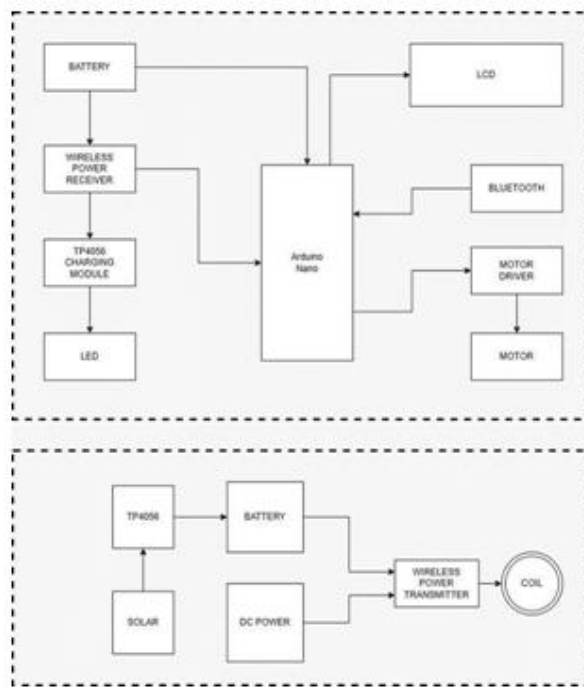 BATTERY
LCD
WIRELESS
POWER
RECEIVER
BLUETOOTH
Arduino
Nano
TP4056
CHARGING
MODULE
MOTOR
DRIVER
LED
MOTOR
TP4056
BATTERY
WIRELESS
POWER
TRANSMITTER
COIL
SOLAR
DC POWER